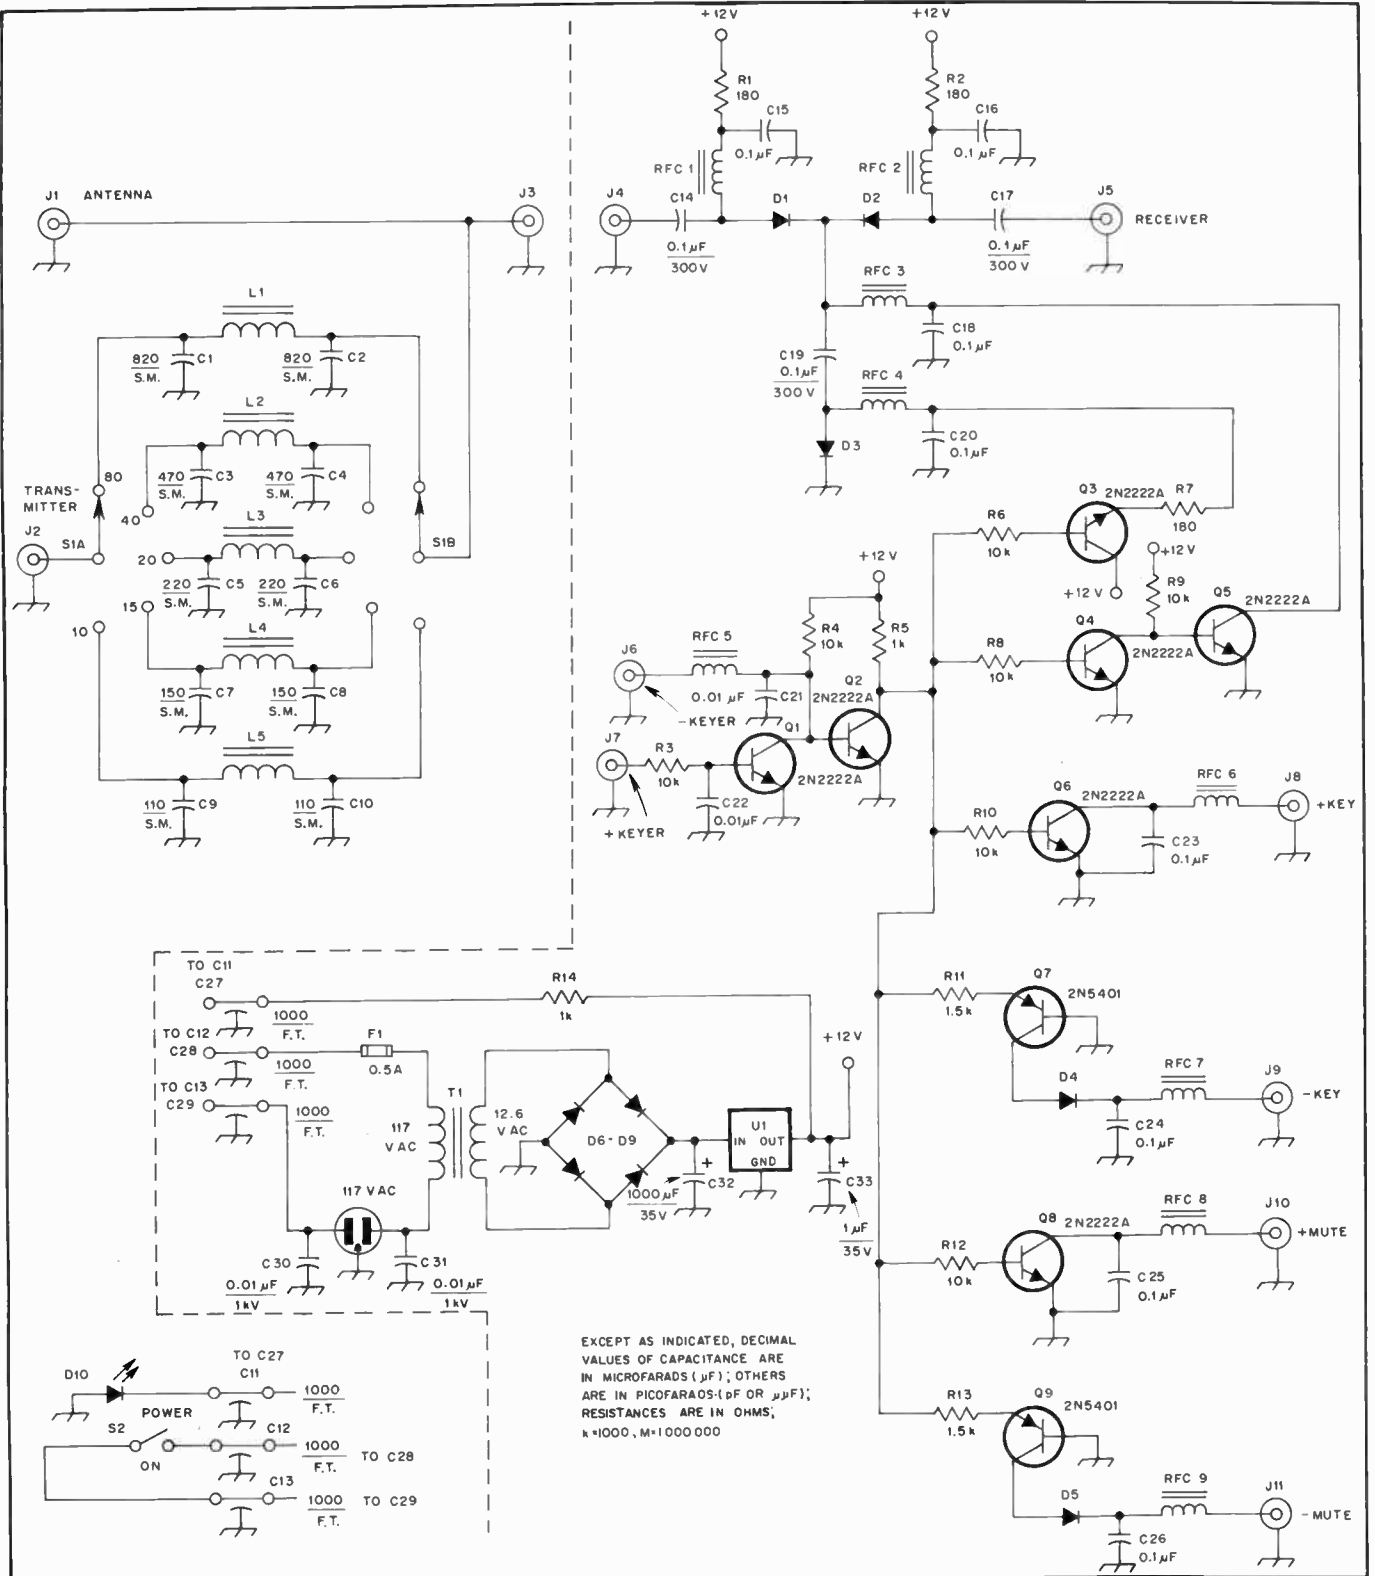 +12V
+12V
R1
180
C15
0.1µF
RFC 1
R2
180
C16
0.1µF
RFC 2
J1 ANTENNA
J3
J4
C14
0.1µF
300V
D1
D2
C17
0.1µF
300V
J5
RECEIVER
L1
820
S.M.
C1
820
S.M.
C2
RFC 3
C18
0.1µF
C19
0.1µF
300V
RFC 4
C20
0.1µF
D3
L2
470
S.M.
C3
470
S.M.
C4
80
TRANS-
MITTER
J2
S1A
40
20
15
10
S1B
L3
220
S.M.
C5
220
S.M.
C6
L4
150
S.M.
C7
150
S.M.
C8
L5
110
S.M.
C9
110
S.M.
C10
Q3
2N2222A
R7
180
R6
10k
+12V
+12V
R9
10k
Q5
2N2222A
Q4
2N2222A
R8
10k
+12V
R4
10k
R5
1k
J6
RFC 5
0.01µF
C21
-KEYER
Q2
2N2222A
J7
R3
10k
Q1
2N2222A
C22
0.01µF
+KEYER
Q6
2N2222A
R10
10k
RFC 6
J8
+KEY
C23
0.1µF
TO C11
C27
1000
F.T.
R14
1k
TO C12
C28
1000
F.T.
F1
0.5A
TO C13
C29
1000
F.T.
T1
117
VAC
12.6
VAC
D6-D9
U1
IN OUT
GND
+12V
+
C32
1000µF
35V
+
C33
1µF
35V
117 VAC
C30
0.01µF
1kV
C31
0.01µF
1kV
R11
1.5k
Q7
2N5401
D4
RFC 7
J9
-KEY
C24
0.1µF
R12
10k
Q8
2N2222A
RFC 8
J10
+MUTE
C25
0.1µF
R13
1.5k
Q9
2N5401
D5
RFC 9
J11
-MUTE
C26
0.1µF
D10
TO C27
C11
1000
F.T.
POWER
S2
ON
C12
1000
F.T.
TO C28
C13
1000
F.T.
TO C29
EXCEPT AS INDICATED, DECIMAL
VALUES OF CAPACITANCE ARE
IN MICROFARADS (µF); OTHERS
ARE IN PICOFARADS (pF OR µµF);
RESISTANCES ARE IN OHMS;
k=1000, M=1000000